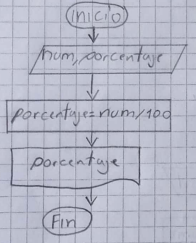 Inicio
num, porcentaje
porcentaje=num/100
porcentaje
Fin